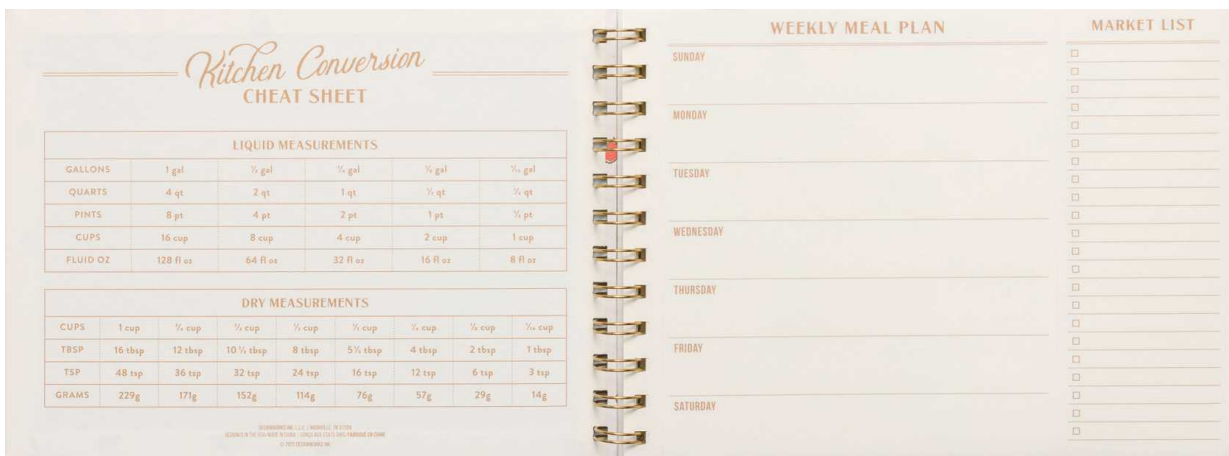 Kitchen Conversion
CHEAT SHEET
LIQUID MEASUREMENTS
GALLONS 1 gal ½ gal ¼ gal ⅛ gal 1/16 gal
QUARTS 4 qt 2 qt 1 qt ½ qt ¼ qt
PINTS 8 pt 4 pt 2 pt 1 pt ½ pt
CUPS 16 cup 8 cup 4 cup 2 cup 1 cup
FLUID OZ 128 fl oz 64 fl oz 32 fl oz 16 fl oz 8 fl oz
DRY MEASUREMENTS
CUPS 1 cup ¾ cup ⅔ cup ½ cup ⅓ cup ¼ cup ⅛ cup 1/16 cup
TBSP 16 tbsp 12 tbsp 10 ⅔ tbsp 8 tbsp 5⅓ tbsp 4 tbsp 2 tbsp 1 tbsp
TSP 48 tsp 36 tsp 32 tsp 24 tsp 16 tsp 12 tsp 6 tsp 3 tsp
GRAMS 229g 171g 152g 114g 76g 57g 29g 14g
WEEKLY MEAL PLAN
SUNDAY
MONDAY
TUESDAY
WEDNESDAY
THURSDAY
FRIDAY
SATURDAY
MARKET LIST